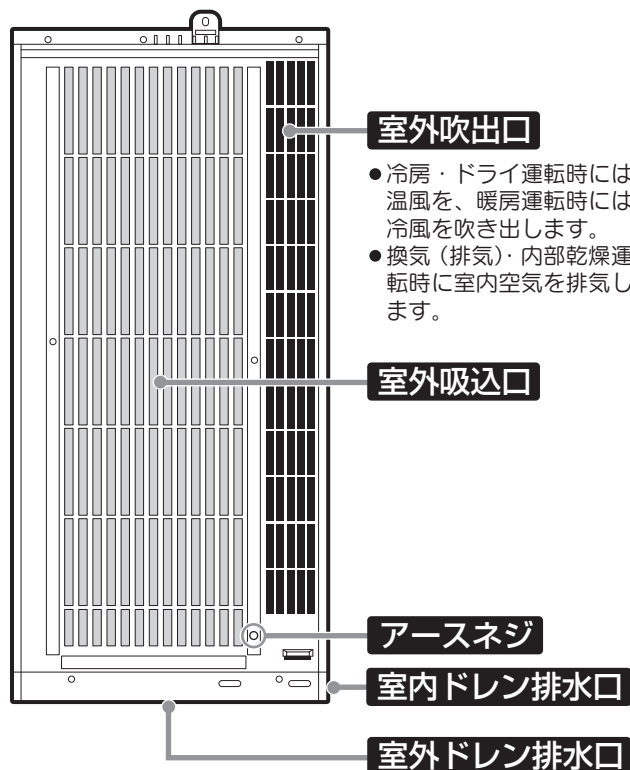 室外吹出口
●冷房・ドライ運転時には
温風を、暖房運転時には
冷風を吹き出します。
●換気（排気）・内部乾燥運
転時に室内空気を排気し
ます。
室外吸込口
アースネジ
室内ドレン排水口
室外ドレン排水口